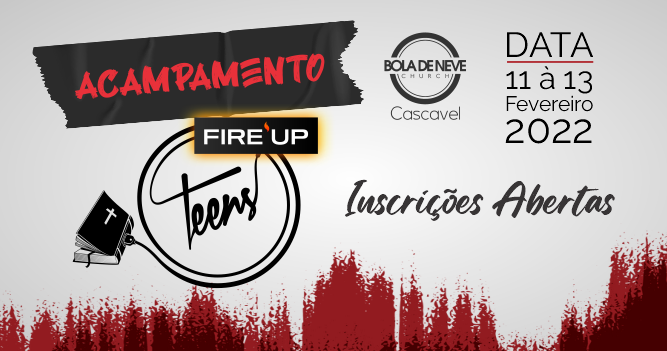 ACAMPAMENTO
FIRE UP
Teens
BOLA DE NEVE
CHURCH
Cascavel
DATA
11 à 13
Fevereiro
2022
Inscrições Abertas